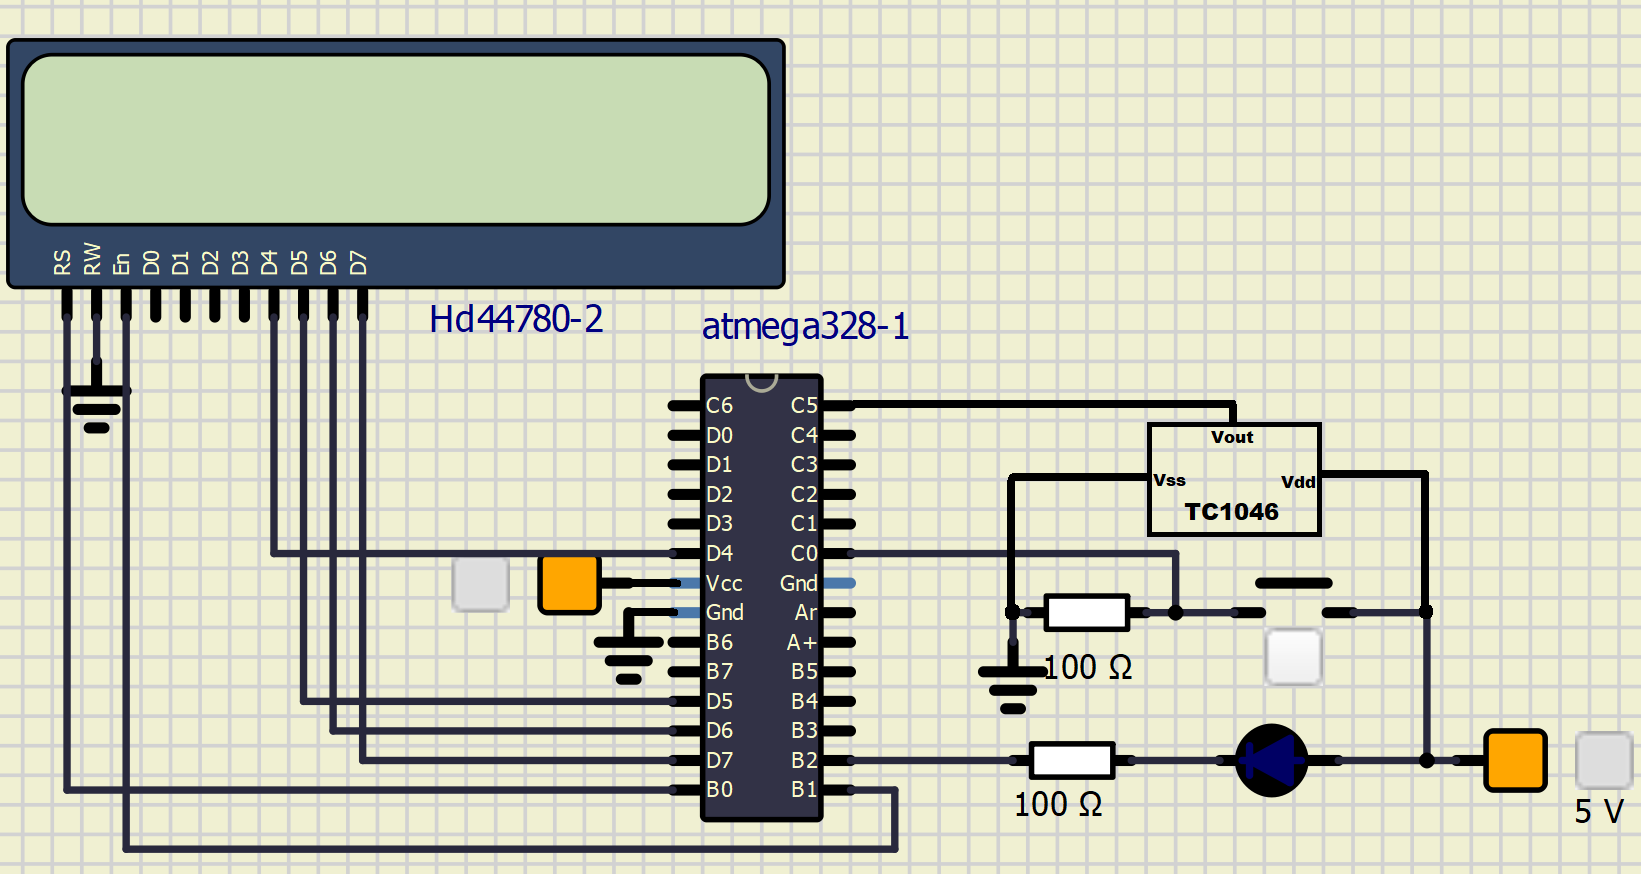 RS RW En D0 D1 D2 D3 D4 D5 D6 D7
Hd44780-2
atmega328-1
C6 C5
D0 C4
D1 C3
D2 C2
D3 C1
D4 C0
Vcc Gnd
Gnd Ar
B6 A+
B7 B5
D5 B4
D6 B3
D7 B2
B0 B1
Vout
Vss Vdd
TC1046
100 Ω
100 Ω
5 V